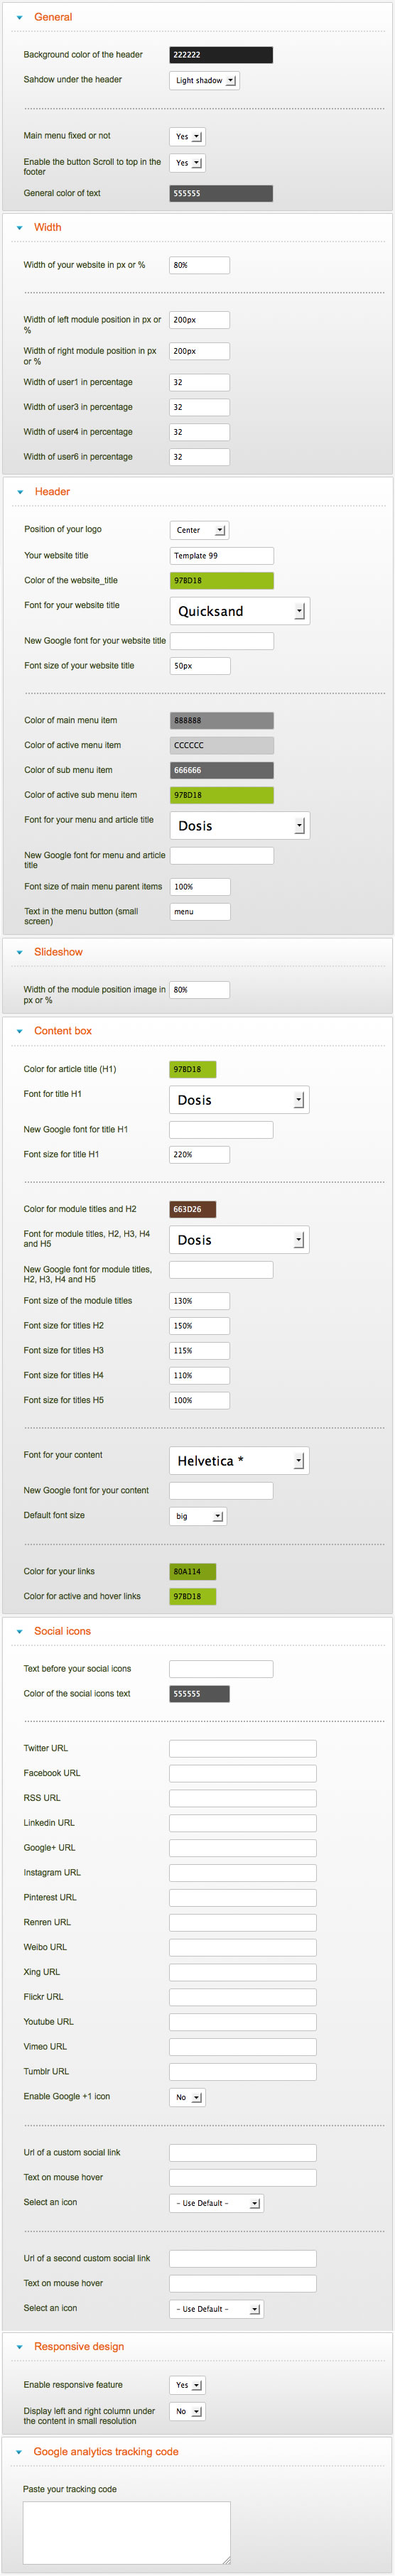 General
Background color of the header
222222
Sahdow under the header
Light shadow
Main menu fixed or not
Yes
Enable the button Scroll to top in the
footer
Yes
General color of text
555555
Width
Width of your website in px or %
80%
Width of left module position in px or
%
200px
Width of right module position in px
or %
200px
Width of user1 in percentage
32
Width of user3 in percentage
32
Width of user4 in percentage
32
Width of user6 in percentage
32
Header
Position of your logo
Center
Your website title
Template 99
Color of the website_title
97BD18
Font for your website title
Quicksand
New Google font for your website title
Font size of your website title
50px
Color of main menu item
888888
Color of active menu item
CCCCCC
Color of sub menu item
666666
Color of active sub menu item
97BD18
Font for your menu and article title
Dosis
New Google font for menu and article
title
Font size of main menu parent items
100%
Text in the menu button (small
screen)
menu
Slideshow
Width of the module position image in
px or %
80%
Content box
Color for article title (H1)
97BD18
Font for title H1
Dosis
New Google font for title H1
Font size for title H1
220%
Color for module titles and H2
663D26
Font for module titles, H2, H3, H4
and H5
Dosis
New Google font for module titles,
H2, H3, H4 and H5
Font size of the module titles
130%
Font size for titles H2
150%
Font size for titles H3
115%
Font size for titles H4
110%
Font size for titles H5
100%
Font for your content
Helvetica *
New Google font for your content
Default font size
big
Color for your links
80A114
Color for active and hover links
97BD18
Social icons
Text before your social icons
Color of the social icons text
555555
Twitter URL
Facebook URL
RSS URL
Linkedin URL
Google+ URL
Instagram URL
Pinterest URL
Renren URL
Weibo URL
Xing URL
Flickr URL
Youtube URL
Vimeo URL
Tumblr URL
Enable Google +1 icon
No
Url of a custom social link
Text on mouse hover
Select an icon
- Use Default -
Url of a second custom social link
Text on mouse hover
Select an icon
- Use Default -
Responsive design
Enable responsive feature
Yes
Display left and right column under
the content in small resolution
No
Google analytics tracking code
Paste your tracking code